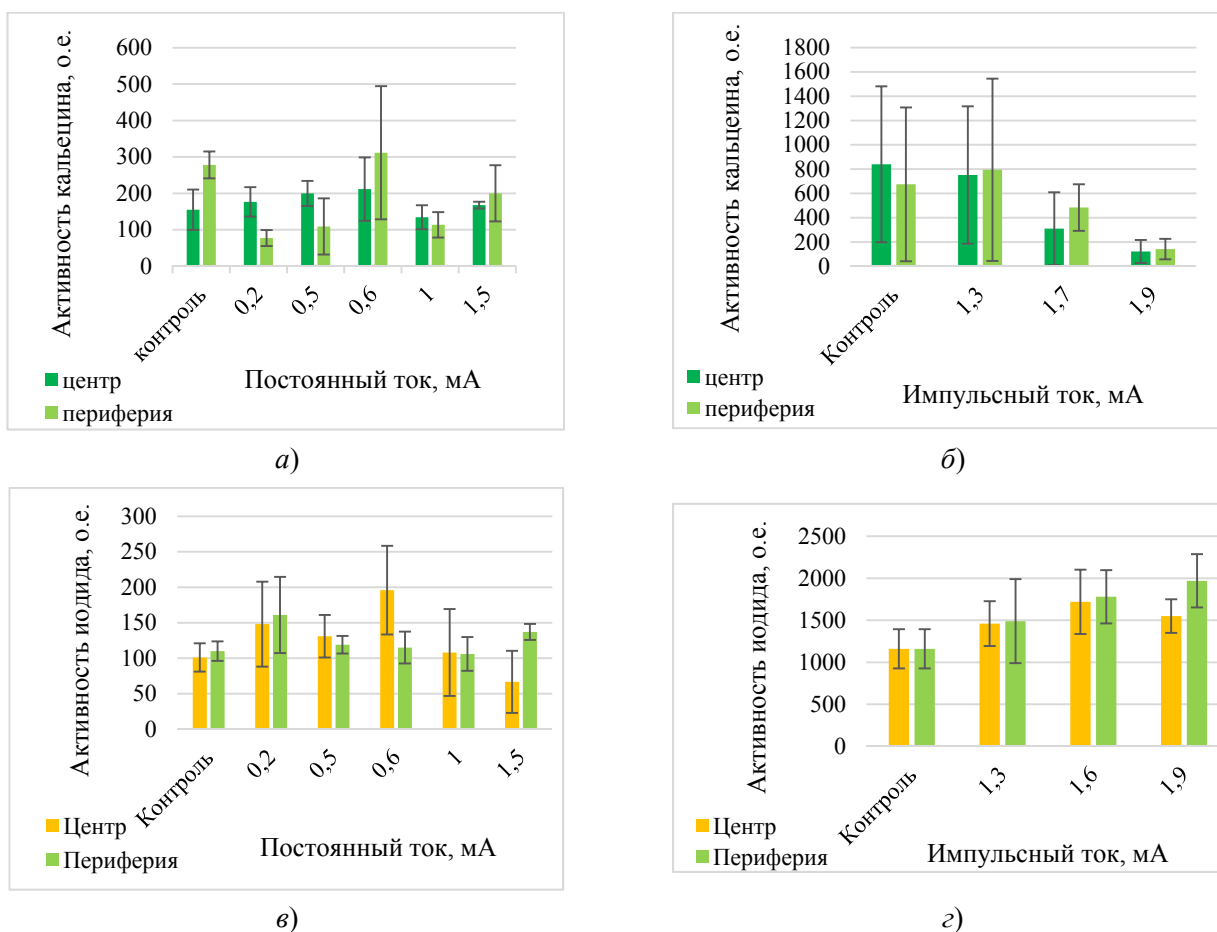 Активность кальецина, о.е.
600
500
400
300
200
100
0
контроль
0,2
0,5
0,6
1
1,5
центр
периферия
Постоянный ток, мА
а)
Активность кальцеина, о.е.
1800
1600
1400
1200
1000
800
600
400
200
0
Контроль
1,3
1,7
1,9
центр
периферия
Импульсный ток, мА
б)
Активность иодида, о.е.
300
250
200
150
100
50
0
Контроль
0,2
0,5
0,6
1
1,5
Центр
Периферия
Постоянный ток, мА
в)
Активность иодида, о.е.
2500
2000
1500
1000
500
0
Контроль
1,3
1,6
1,9
Центр
Периферия
Импульсный ток, мА
г)